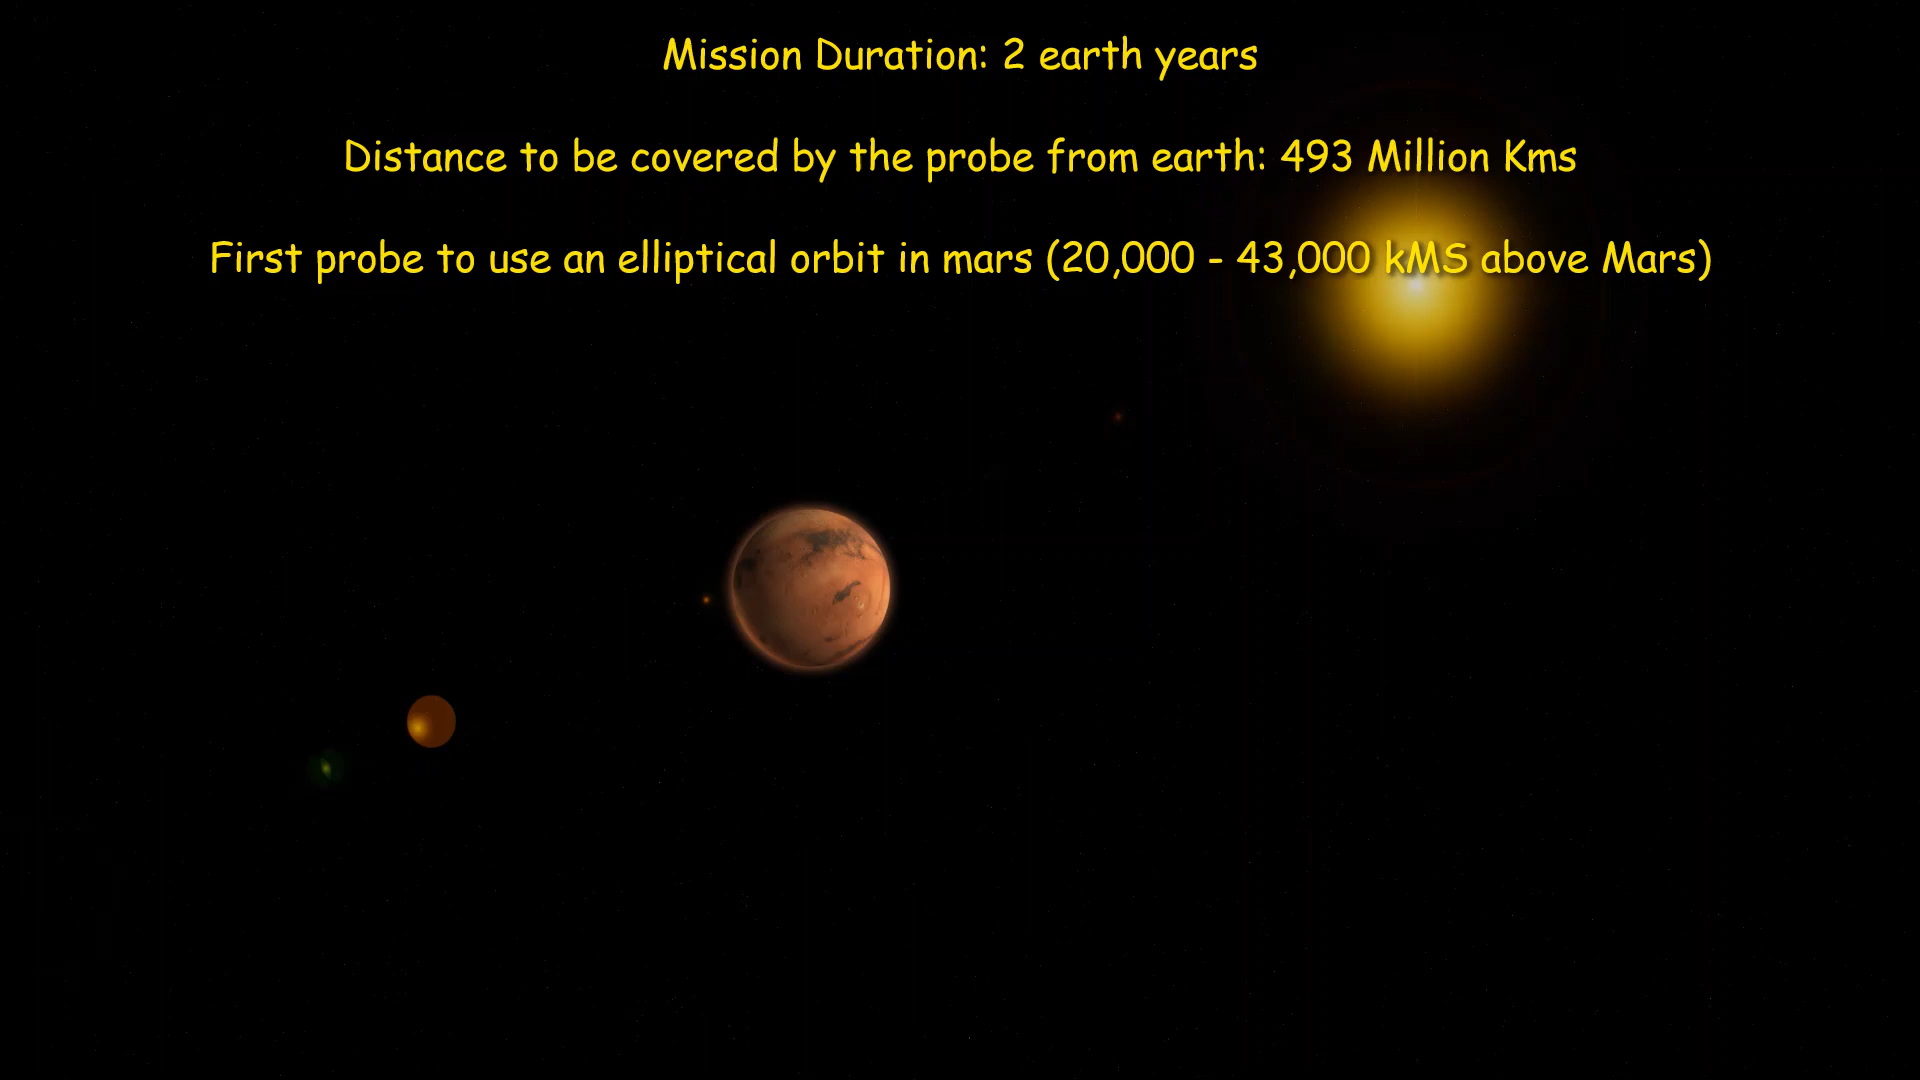 Mission Duration: 2 earth years
Distance to be covered by the probe from earth: 493 Million Kms
First probe to use an elliptical orbit in mars (20,000 - 43,000 kMS above Mars)